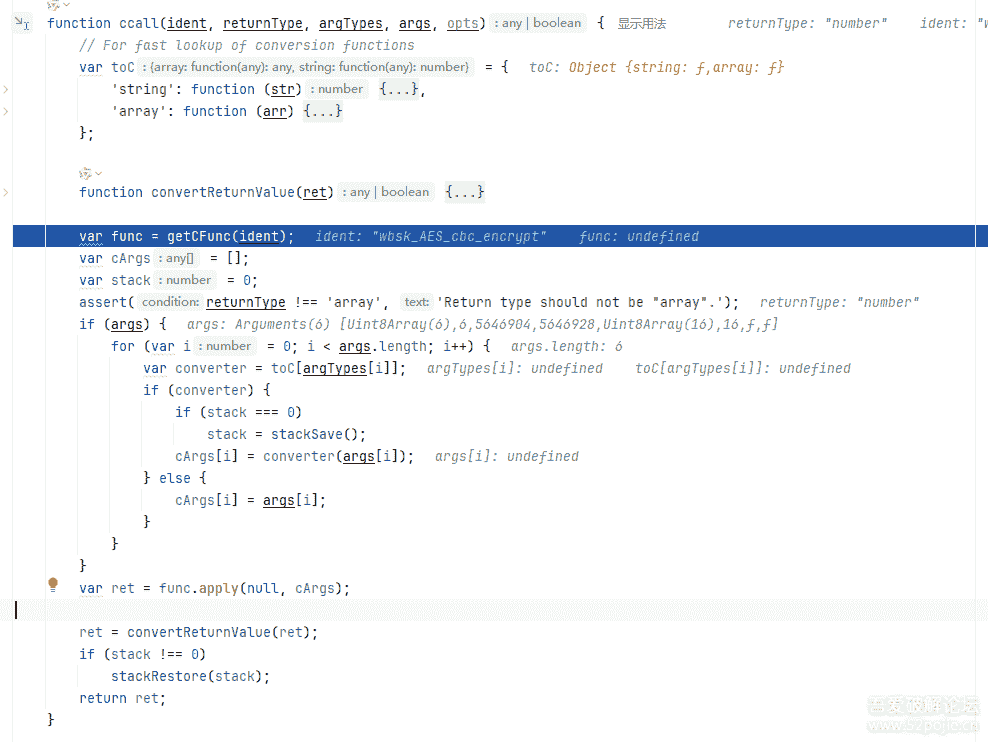 function ccall(ident, returnType, argTypes, args, opts) : any | boolean { 显示用法 returnType: "number" ident: "w
// For fast lookup of conversion functions
var toC : {array: function(any): any, string: function(any): number} = { toC: Object {string: ƒ,array: ƒ}
'string': function (str) : number {...},
'array': function (arr) {...}
};
function convertReturnValue(ret) : any | boolean {...}
var func = getCFunc(ident); ident: "wbsk_AES_cbc_encrypt" func: undefined
var cArgs : any[] = [];
var stack : number = 0;
assert( condition: returnType !== 'array', text: 'Return type should not be "array".'); returnType: "number"
if (args) { args: Arguments(6) [Uint8Array(6),6,5646904,5646928,Uint8Array(16),16,ƒ,ƒ]
for (var i : number = 0; i < args.length; i++) { args.length: 6
var converter = toC[argTypes[i]]; argTypes[i]: undefined toC[argTypes[i]]: undefined
if (converter) {
if (stack === 0)
stack = stackSave();
cArgs[i] = converter(args[i]); args[i]: undefined
} else {
cArgs[i] = args[i];
}
}
}
var ret = func.apply(null, cArgs);
ret = convertReturnValue(ret);
if (stack !== 0)
stackRestore(stack);
return ret;
}
吾爱破解论坛
www.52pojie.cn